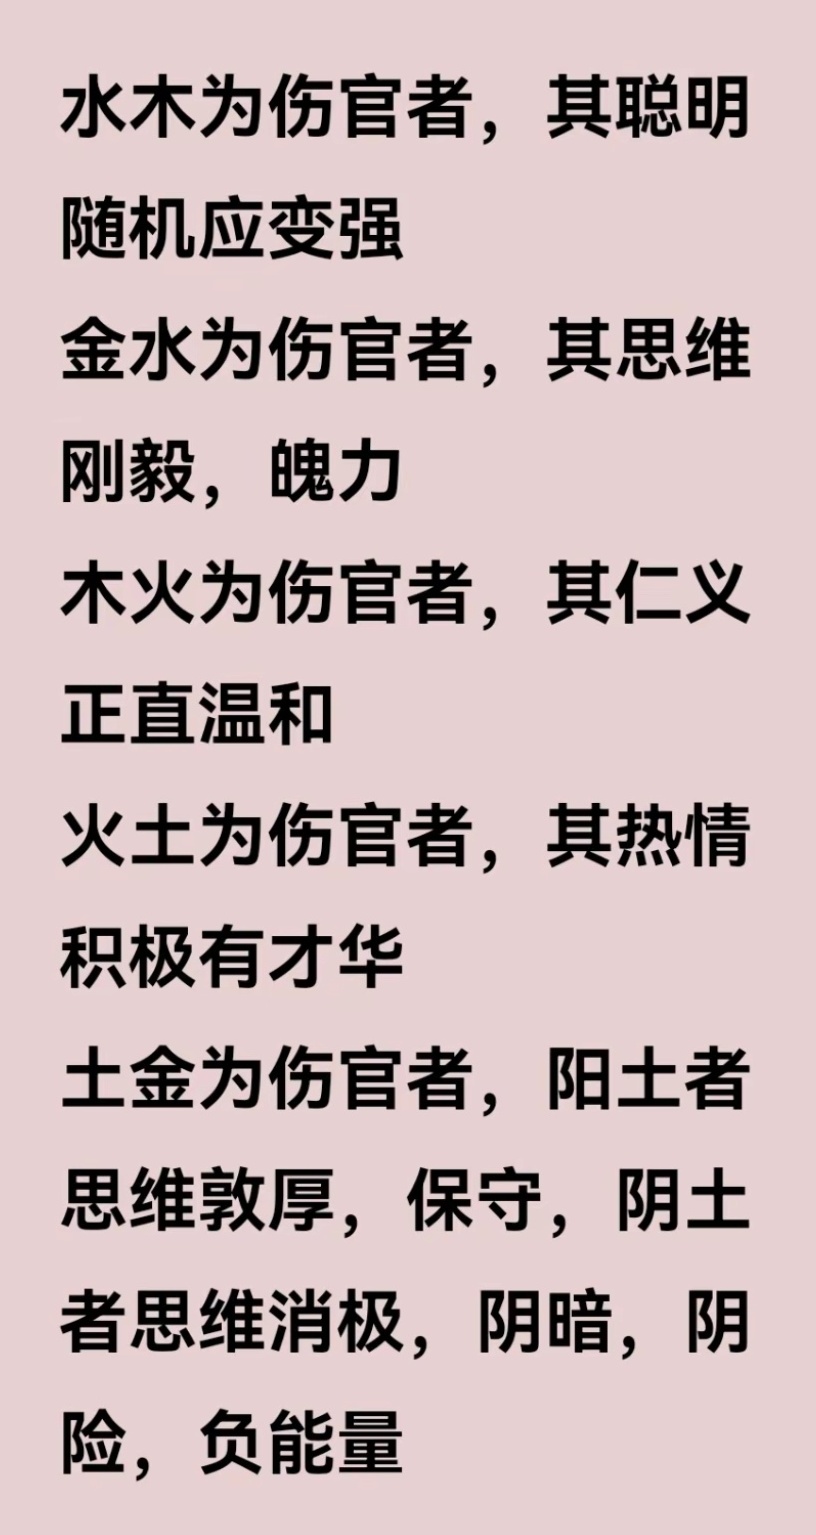 水木为伤官者，其聪明
随机应变强
金水为伤官者，其思维
刚毅，魄力
木火为伤官者，其仁义
正直温和
火土为伤官者，其热情
积极有才华
土金为伤官者，阳土者
思维敦厚，保守，阴土
者思维消极，阴暗，阴
险，负能量